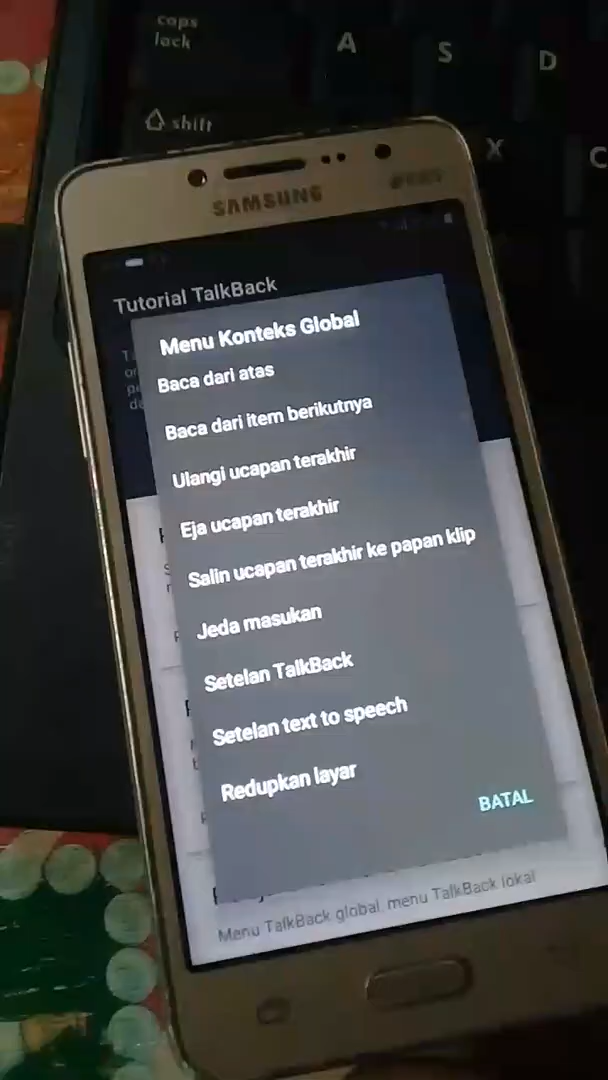 caps
lock
A
S
D
shift
X
C
SAMSUNG
Tutorial TalkBack
Menu Konteks Global
Baca dari atas
Baca dari item berikutnya
Ulangi ucapan terakhir
Eja ucapan terakhir
Salin ucapan terakhir ke papan klip
Jeda masukan
Setelan TalkBack
Setelan text to speech
Redupkan layar
BATAL
Menu TalkBack global, menu TalkBack lokal